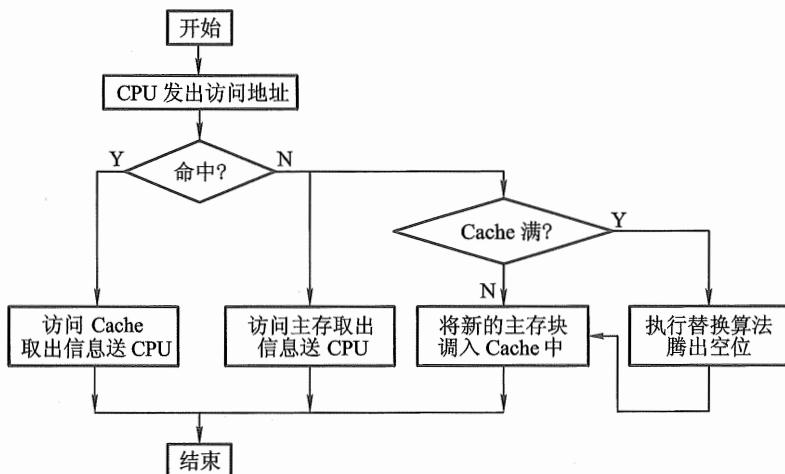 开始
CPU 发出访问地址
Y
命中?
N
Cache 满?
Y
N
访问 Cache
取出信息送 CPU
访问主存取出
信息送 CPU
将新的主存块
调入 Cache 中
执行替换算法
腾出空位
结束